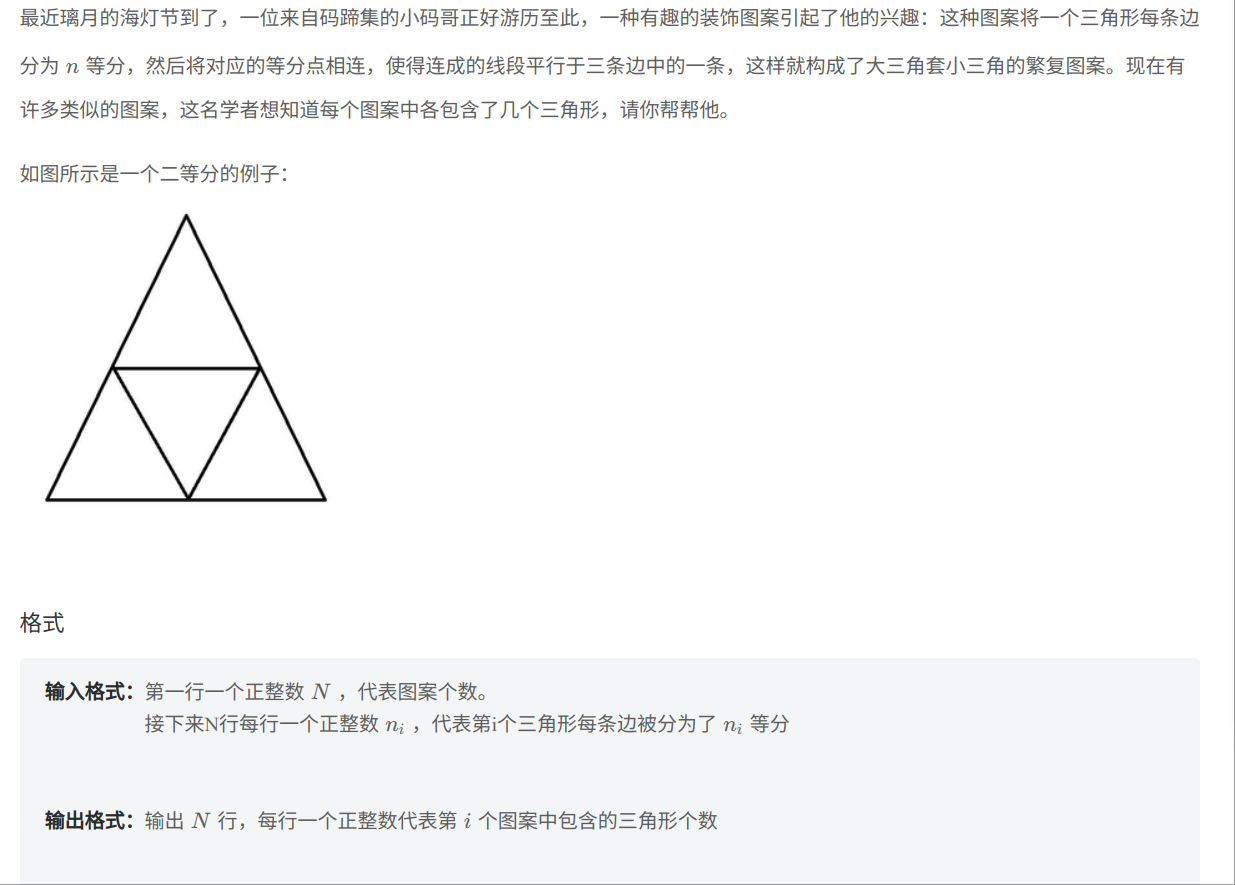 最近璃月的海灯节到了，一位来自码蹄集的小码哥正好游历至此，一种有趣的装饰图案引起了他的兴趣：这种图案将一个三角形每条边
分为 n 等分，然后将对应的等分点相连，使得连成的线段平行于三条边中的一条，这样就构成了大三角套小三角的繁复图案。现在有
许多类似的图案，这名学者想知道每个图案中各包含了几个三角形，请你帮帮他。
如图所示是一个二等分的例子：
格式
输入格式：第一行一个正整数 N ，代表图案个数。
接下来N行每行一个正整数 nᵢ ，代表第i个三角形每条边被分为了 nᵢ 等分
输出格式：输出 N 行，每行一个正整数代表第 i 个图案中包含的三角形个数